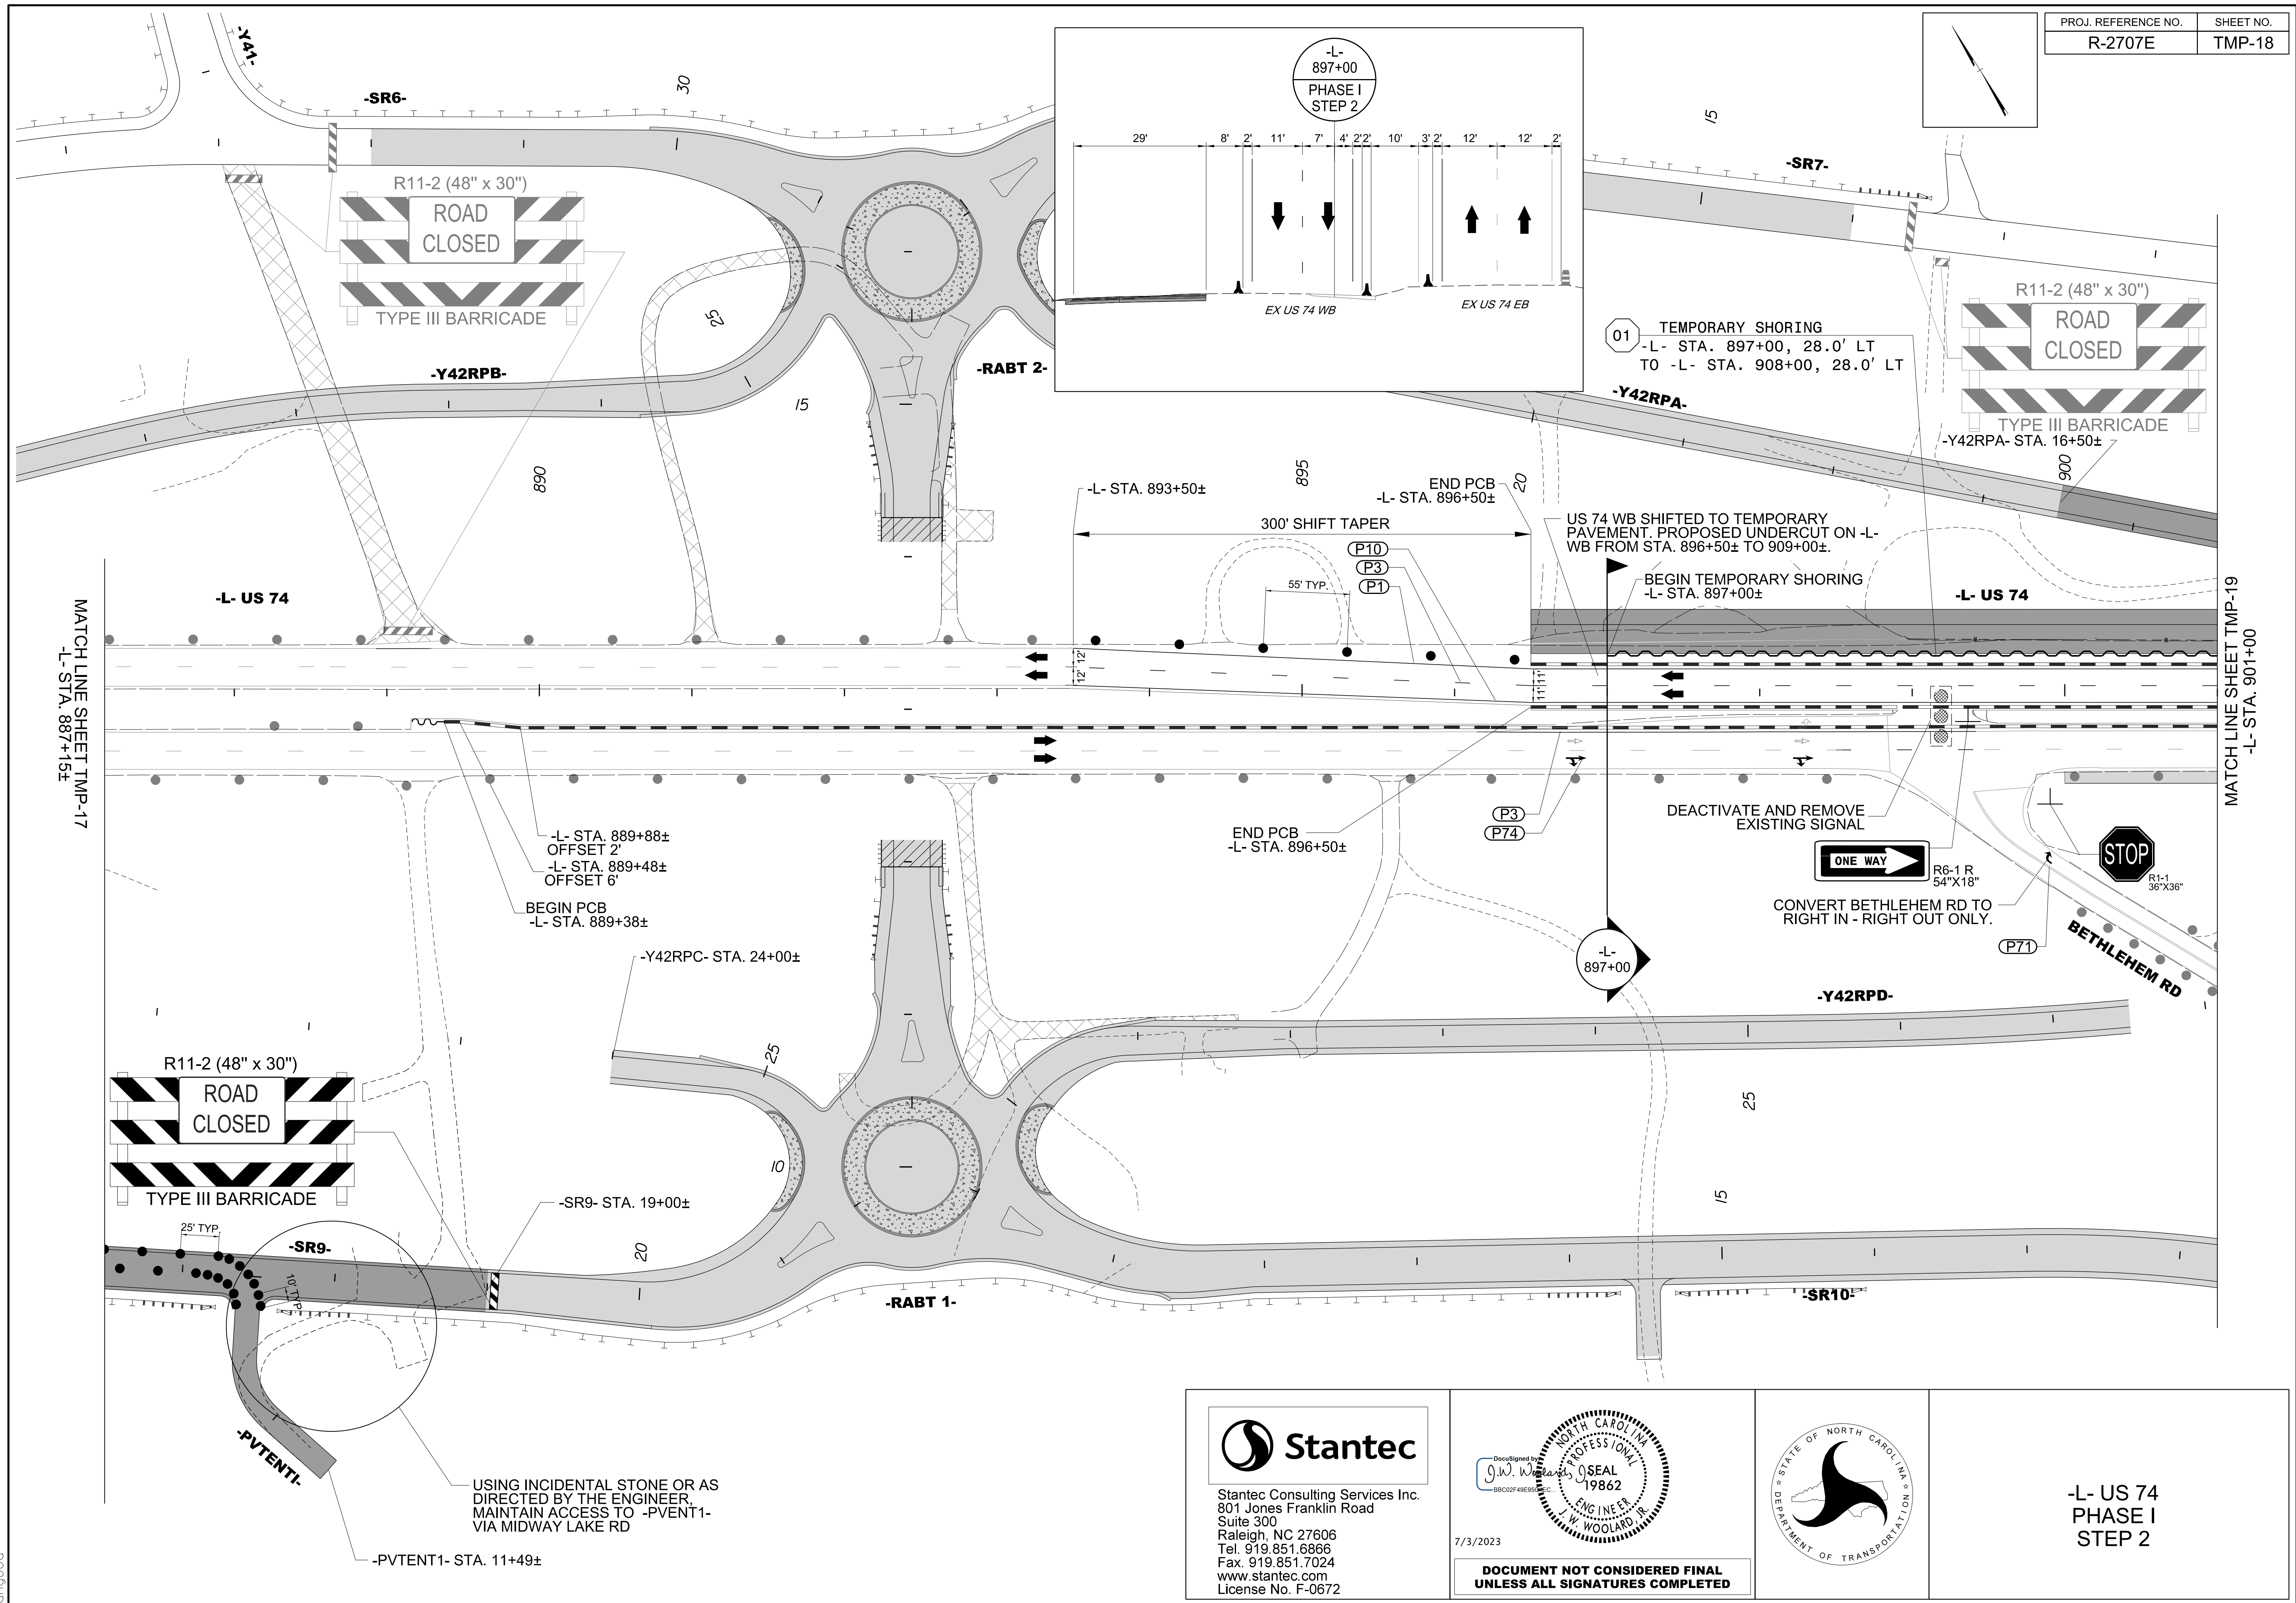 PROJ. REFERENCE NO.
SHEET NO.
R-2707E
TMP-18
-Y41-
-SR6-
30
R11-2 (48" x 30")
ROAD
CLOSED
TYPE III BARRICADE
25
-Y42RPB-
15
-RABT 2-
-L-
897+00
PHASE I
STEP 2
29'
8'
2'
11'
7'
4'
2'
2'
10'
3'
2'
12'
12'
2'
EX US 74 WB
EX US 74 EB
15
-SR7-
R11-2 (48" x 30")
ROAD
CLOSED
TYPE III BARRICADE
01
TEMPORARY SHORING
-L- STA. 897+00, 28.0' LT
TO -L- STA. 908+00, 28.0' LT
-Y42RPA-
-Y42RPA- STA. 16+50±
900
890
895
20
-L- STA. 893+50±
END PCB
-L- STA. 896+50±
300' SHIFT TAPER
P10
P3
P1
55' TYP.
US 74 WB SHIFTED TO TEMPORARY
PAVEMENT. PROPOSED UNDERCUT ON -L-
WB FROM STA. 896+50± TO 909+00±.
BEGIN TEMPORARY SHORING
-L- STA. 897+00±
-L- US 74
-L- US 74
MATCH LINE SHEET TMP-17
-L- STA. 887+15±
MATCH LINE SHEET TMP-19
-L- STA. 901+00
12'
12'
11'
11'
-L- STA. 889+88±
OFFSET 2'
-L- STA. 889+48±
OFFSET 6'
BEGIN PCB
-L- STA. 889+38±
END PCB
-L- STA. 896+50±
P3
P74
DEACTIVATE AND REMOVE
EXISTING SIGNAL
ONE WAY
R6-1 R
54"X18"
STOP
R1-1
36"X36"
CONVERT BETHLEHEM RD TO
RIGHT IN - RIGHT OUT ONLY.
P71
BETHLEHEM RD
-L-
897+00
-Y42RPC- STA. 24+00±
-Y42RPD-
25
25
R11-2 (48" x 30")
ROAD
CLOSED
TYPE III BARRICADE
10
15
-SR9- STA. 19+00±
25' TYP.
-SR9-
10' TYP.
20
-RABT 1-
-SR10-
-PVTENT1-
USING INCIDENTAL STONE OR AS
DIRECTED BY THE ENGINEER,
MAINTAIN ACCESS TO -PVENT1-
VIA MIDWAY LAKE RD
-PVTENT1- STA. 11+49±
Stantec
Stantec Consulting Services Inc.
801 Jones Franklin Road
Suite 300
Raleigh, NC 27606
Tel. 919.851.6866
Fax. 919.851.7024
www.stantec.com
License No. F-0672
DocuSigned by
J.W. Woolard, Jr.
NORTH CAROLINA
PROFESSIONAL
SEAL
19862
ENGINEER
J. W. WOOLARD, JR.
7/3/2023
DOCUMENT NOT CONSIDERED FINAL
UNLESS ALL SIGNATURES COMPLETED
STATE OF NORTH CAROLINA
DEPARTMENT OF TRANSPORTATION
-L- US 74
PHASE I
STEP 2